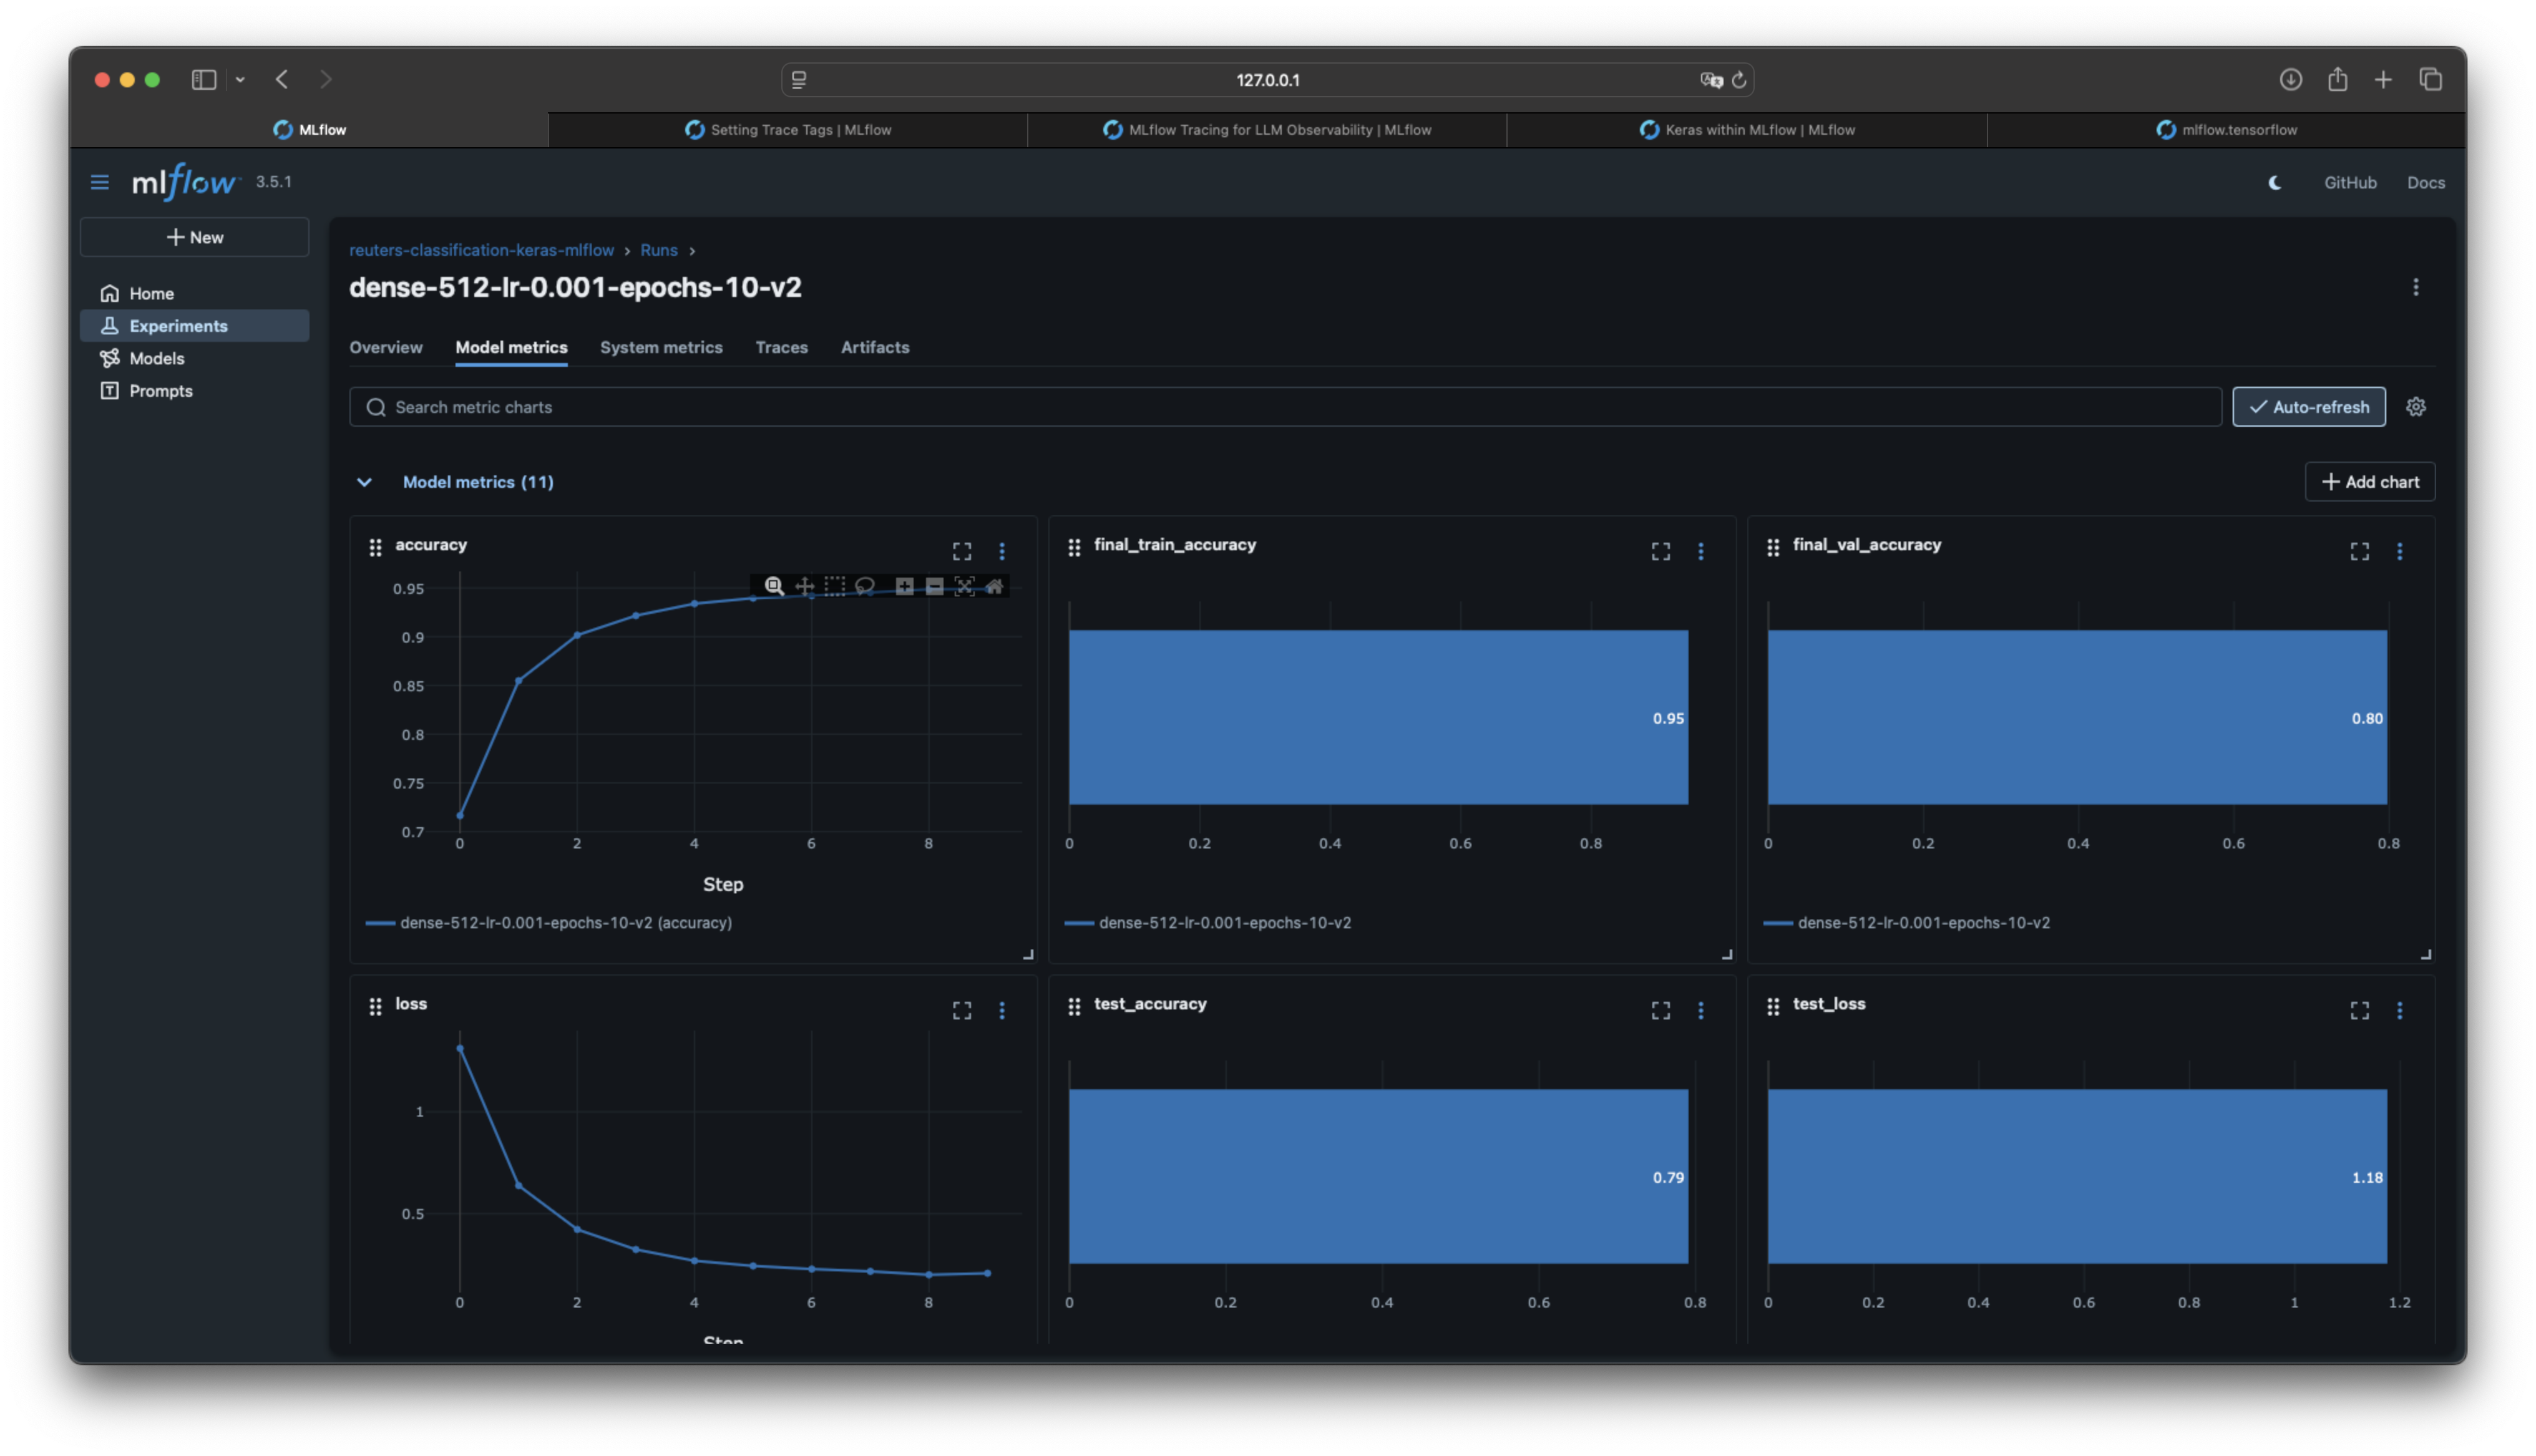 127.0.0.1
MLflow
Setting Trace Tags | MLflow
MLflow Tracing for LLM Observability | MLflow
Keras within MLflow | MLflow
mlflow.tensorflow
mlflow 3.5.1
GitHub
Docs
+ New
Home
Experiments
Models
Prompts
reuters-classification-keras-mlflow › Runs ›
dense-512-lr-0.001-epochs-10-v2
Overview
Model metrics
System metrics
Traces
Artifacts
Search metric charts
Auto-refresh
Model metrics (11)
+ Add chart
accuracy
0.95
0.9
0.85
0.8
0.75
0.7
0 2 4 6 8
Step
dense-512-lr-0.001-epochs-10-v2 (accuracy)
final_train_accuracy
0.95
0 0.2 0.4 0.6 0.8
dense-512-lr-0.001-epochs-10-v2
final_val_accuracy
0.80
0 0.2 0.4 0.6 0.8
dense-512-lr-0.001-epochs-10-v2
loss
1
0.5
0 2 4 6 8
Step
test_accuracy
0.79
0 0.2 0.4 0.6 0.8
test_loss
1.18
0 0.2 0.4 0.6 0.8 1 1.2